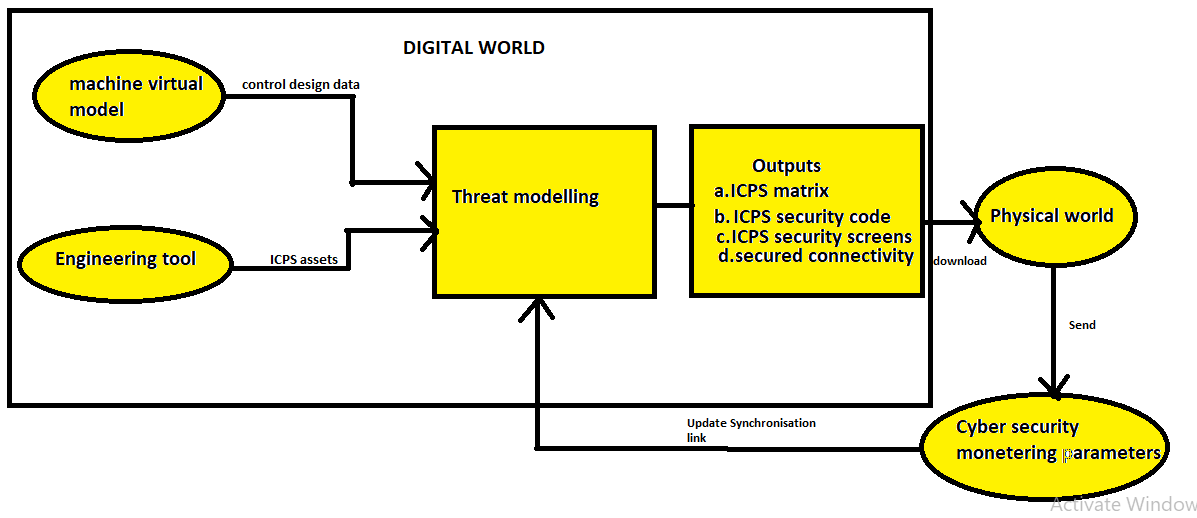 DIGITAL WORLD
machine virtual
model
control design data
Engineering tool
ICPS assets
Threat modelling
Outputs
a.ICPS matrix
b. ICPS security code
c.ICPS security screens
d.secured connectivity
download
Physical world
Send
Cyber security
monetering parameters
Update Synchronisation
link
Activate Window